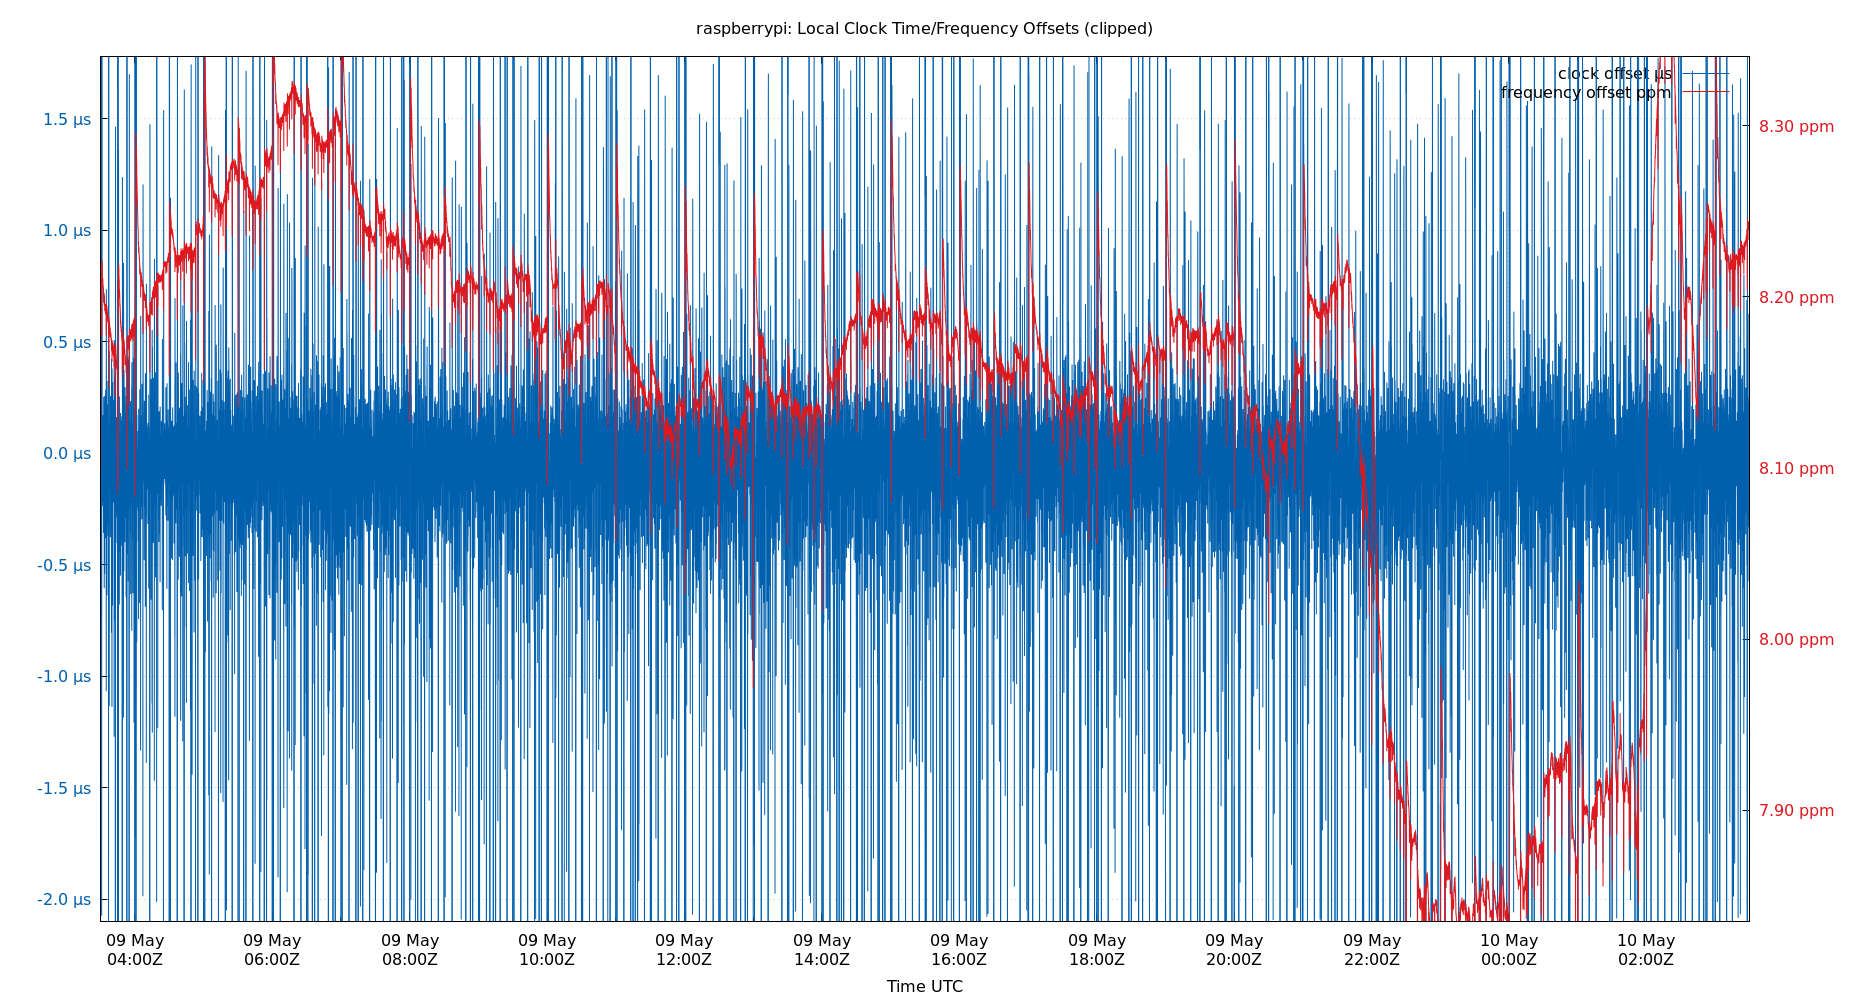 raspberrypi: Local Clock Time/Frequency Offsets (clipped)
clock offset µs
frequency offset ppm
1.5 µs
1.0 µs
0.5 µs
0.0 µs
-0.5 µs
-1.0 µs
-1.5 µs
-2.0 µs
8.30 ppm
8.20 ppm
8.10 ppm
8.00 ppm
7.90 ppm
09 May 09 May 09 May 09 May 09 May 09 May 09 May 09 May 09 May 09 May 10 May 10 May
04:00Z 06:00Z 08:00Z 10:00Z 12:00Z 14:00Z 16:00Z 18:00Z 20:00Z 22:00Z 00:00Z 02:00Z
Time UTC